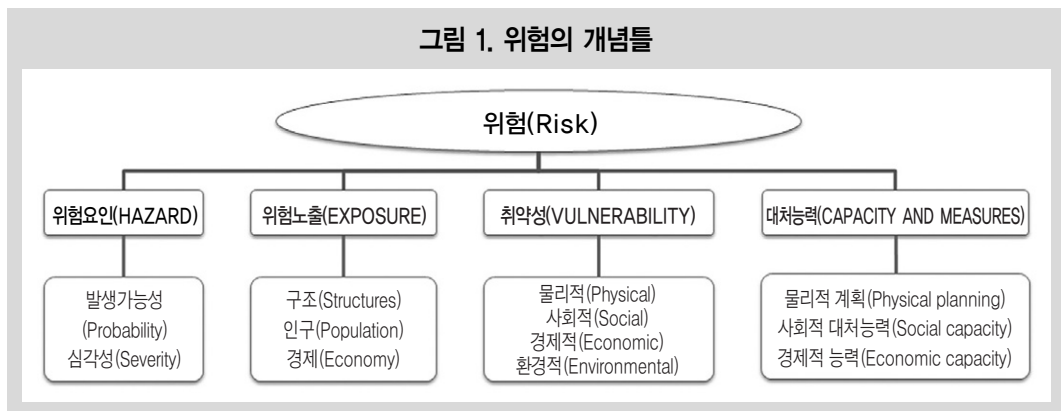 그림 1. 위험의 개념틀
위험(Risk)
위험요인(HAZARD)
위험노출(EXPOSURE)
취약성(VULNERABILITY)
대처능력(CAPACITY AND MEASURES)
발생가능성
(Probability)
심각성(Severity)
구조(Structures)
인구(Population)
경제(Economy)
물리적(Physical)
사회적(Social)
경제적(Economic)
환경적(Environmental)
물리적 계획(Physical planning)
사회적 대처능력(Social capacity)
경제적 능력(Economic capacity)